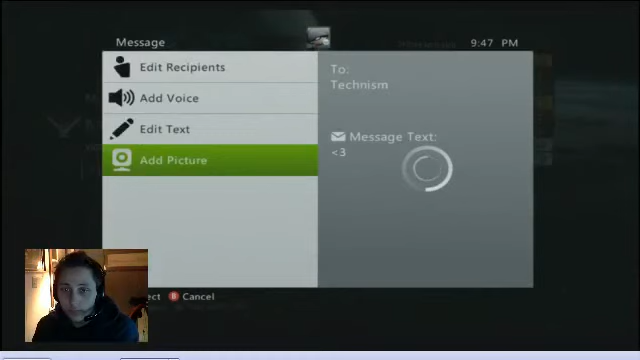 Message
9:47 PM
Edit Recipients
Add Voice
Edit Text
Add Picture
To:
Technism
Message Text:
<3
B Cancel